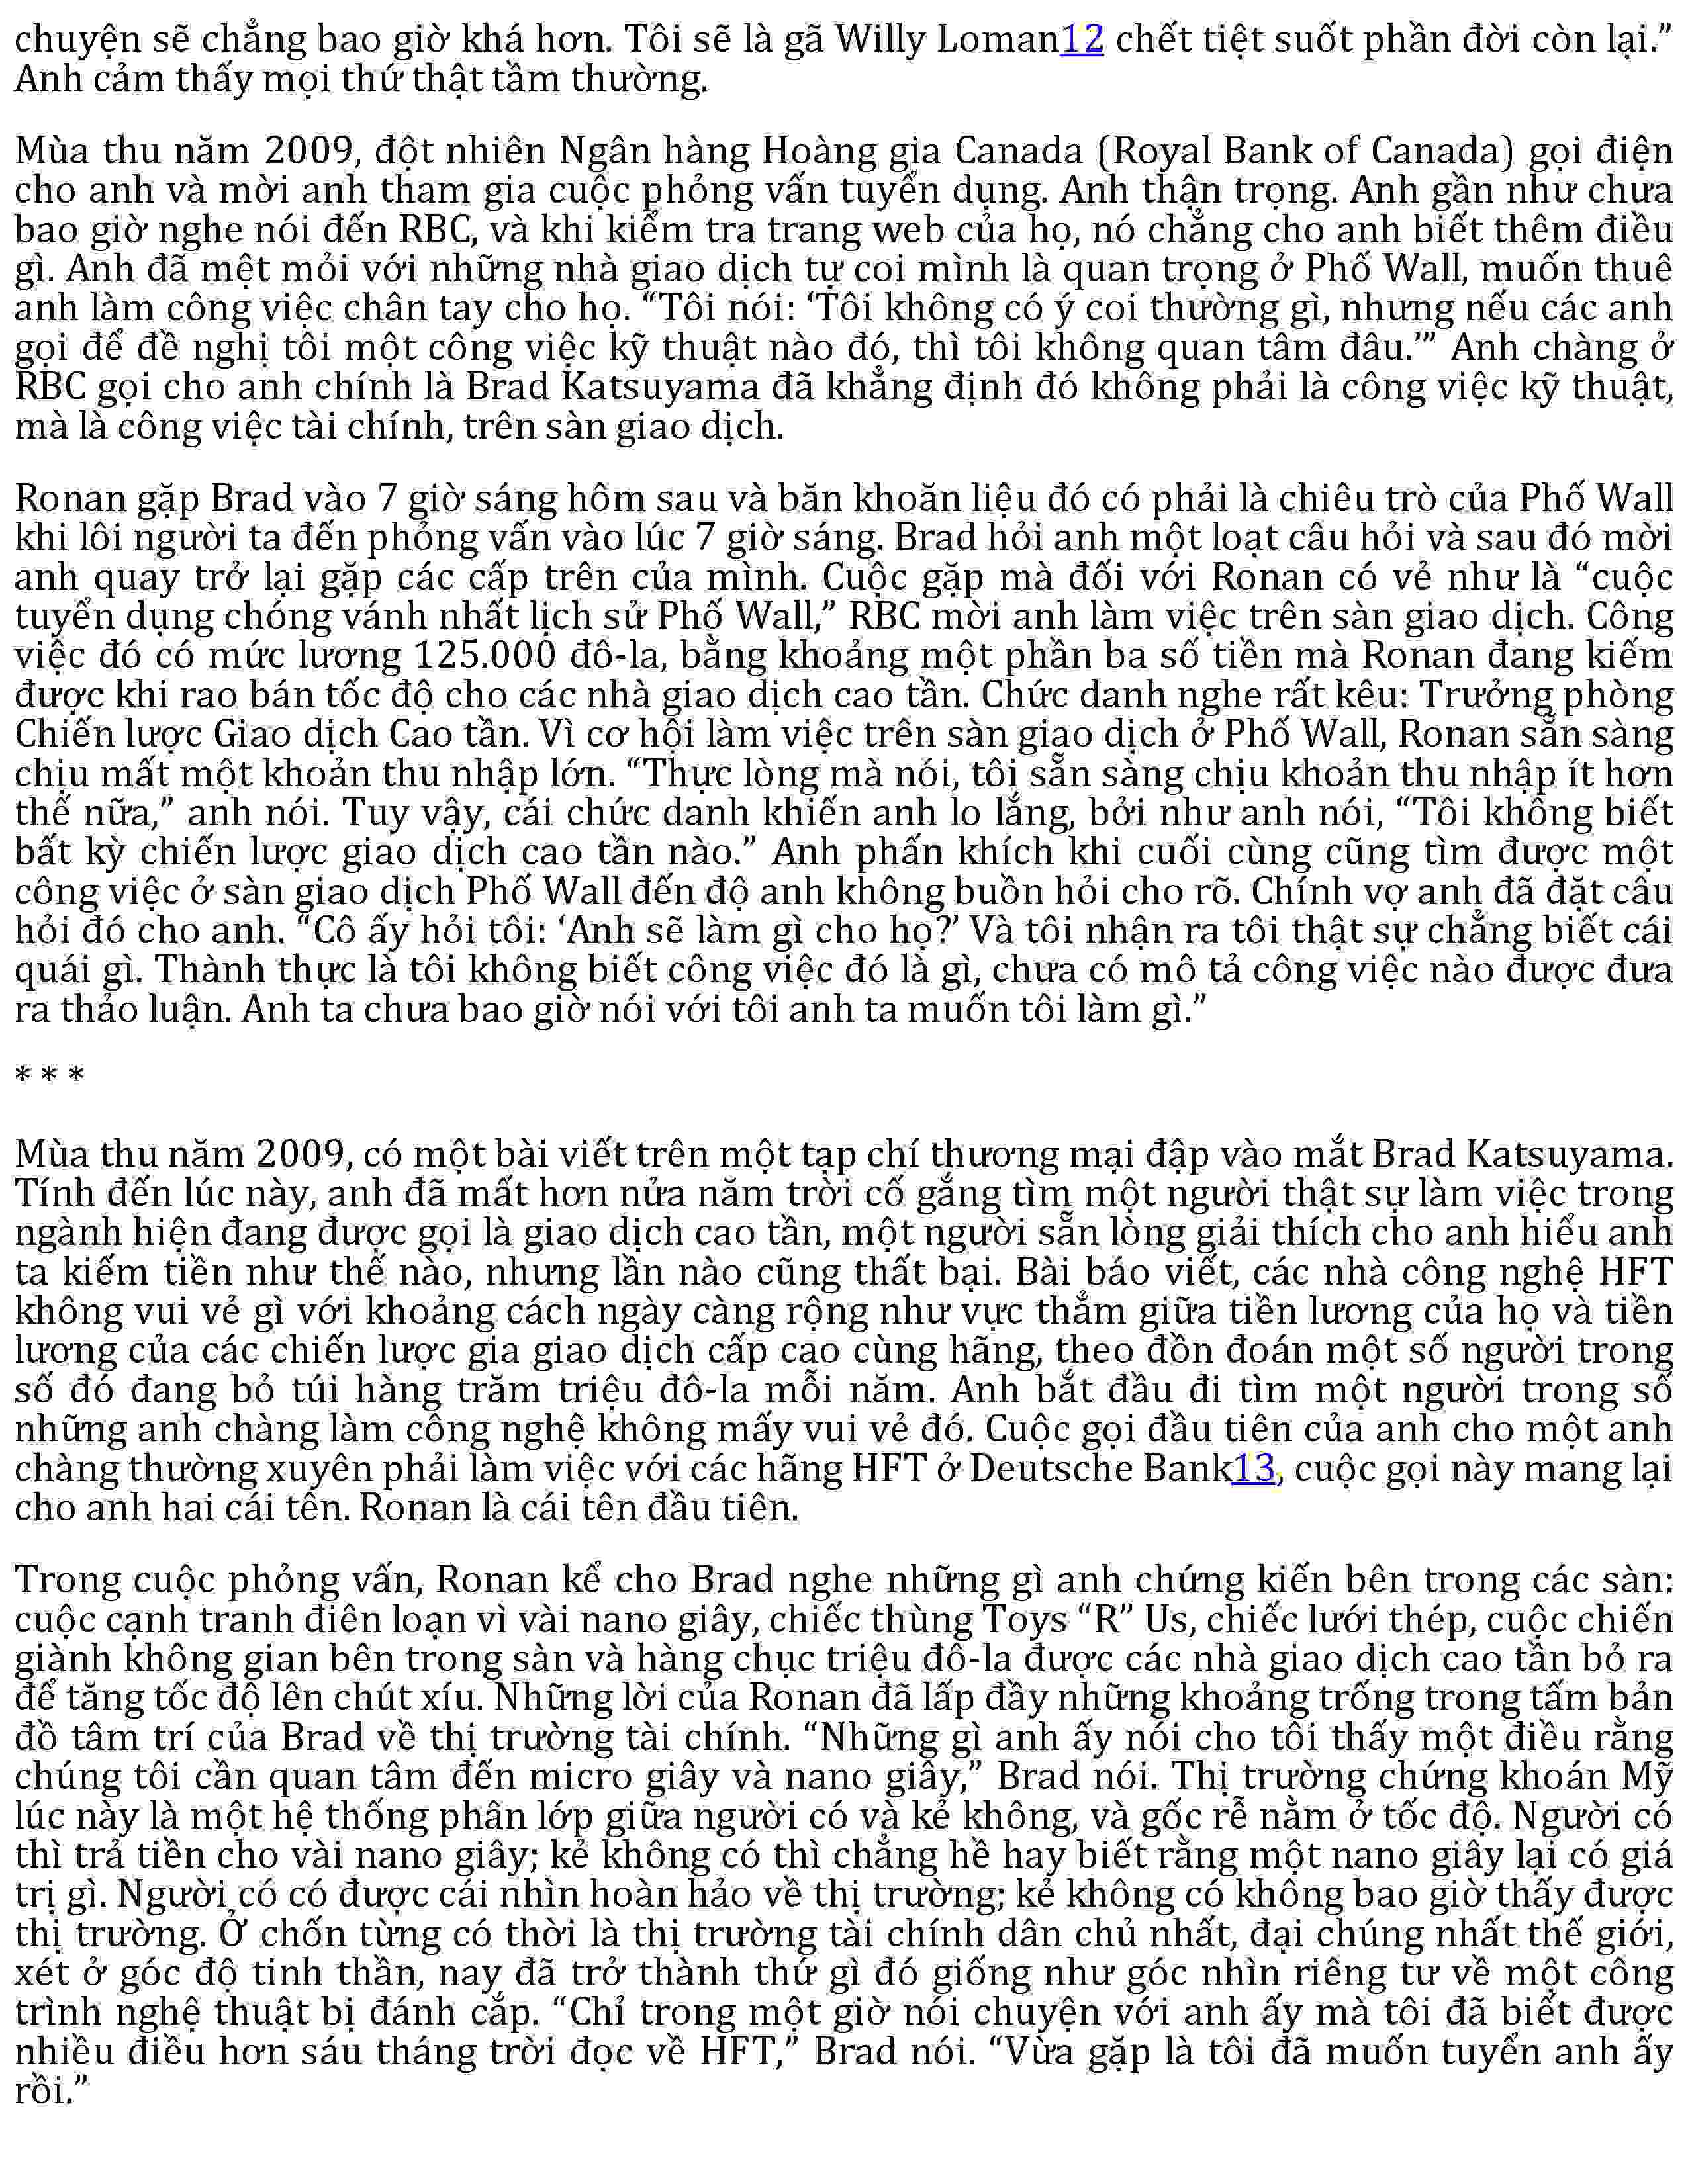 chuyện sẽ chẳng bao giờ khá hơn. Tôi sẽ là gã Willy Loman12 chết tiệt suốt phần đời còn lại.”
Anh cảm thấy mọi thứ thật tầm thường.
Mùa thu năm 2009, đột nhiên Ngân hàng Hoàng gia Canada (Royal Bank of Canada) gọi điện
cho anh và mời anh tham gia cuộc phỏng vấn tuyển dụng. Anh thận trọng. Anh gần như chưa
bao giờ nghe nói đến RBC, và khi kiểm tra trang web của họ, nó chẳng cho anh biết thêm điều
gì. Anh đã mệt mỏi với những nhà giao dịch tự coi mình là quan trọng ở Phố Wall, muốn thuê
anh làm công việc chân tay cho họ. “Tôi nói: ‘Tôi không có ý coi thường gì, nhưng nếu các anh
gọi để đề nghị tôi một công việc kỹ thuật nào đó, thì tôi không quan tâm đâu.’” Anh chàng ở
RBC gọi cho anh chính là Brad Katsuyama đã khẳng định đó không phải là công việc kỹ thuật,
mà là công việc tài chính, trên sàn giao dịch.
Ronan gặp Brad vào 7 giờ sáng hôm sau và băn khoăn liệu đó có phải là chiêu trò của Phố Wall
khi lôi người ta đến phỏng vấn vào lúc 7 giờ sáng. Brad hỏi anh một loạt câu hỏi và sau đó mời
anh quay trở lại gặp các cấp trên của mình. Cuộc gặp mà đối với Ronan có vẻ như là “cuộc
tuyển dụng chóng vánh nhất lịch sử Phố Wall,” RBC mời anh làm việc trên sàn giao dịch. Công
việc đó có mức lương 125.000 đô-la, bằng khoảng một phần ba số tiền mà Ronan đang kiếm
được khi rao bán tốc độ cho các nhà giao dịch cao tần. Chức danh nghe rất kêu: Trưởng phòng
Chiến lược Giao dịch Cao tần. Vì cơ hội làm việc trên sàn giao dịch ở Phố Wall, Ronan sẵn sàng
chịu mất một khoản thu nhập lớn. “Thực lòng mà nói, tôi sẵn sàng chịu khoản thu nhập ít hơn
thế nữa,” anh nói. Tuy vậy, cái chức danh khiến anh lo lắng, bởi như anh nói, “Tôi không biết
bất kỳ chiến lược giao dịch cao tần nào.” Anh phấn khích khi cuối cùng cũng tìm được một
công việc ở sàn giao dịch Phố Wall đến độ anh không buồn hỏi cho rõ. Chính vợ anh đã đặt câu
hỏi đó cho anh. “Cô ấy hỏi tôi: ‘Anh sẽ làm gì cho họ?’ Và tôi nhận ra tôi thật sự chẳng biết cái
quái gì. Thành thực là tôi không biết công việc đó là gì, chưa có mô tả công việc nào được đưa
ra thảo luận. Anh ta chưa bao giờ nói với tôi anh ta muốn tôi làm gì.”
* * *
Mùa thu năm 2009, có một bài viết trên một tạp chí thương mại đập vào mắt Brad Katsuyama.
Tính đến lúc này, anh đã mất hơn nửa năm trời cố gắng tìm một người thật sự làm việc trong
ngành hiện đang được gọi là giao dịch cao tần, một người sẵn lòng giải thích cho anh hiểu anh
ta kiếm tiền như thế nào, nhưng lần nào cũng thất bại. Bài báo viết, các nhà công nghệ HFT
không vui vẻ gì với khoảng cách ngày càng rộng như vực thẳm giữa tiền lương của họ và tiền
lương của các chiến lược gia giao dịch cấp cao cùng hãng, theo đồn đoán một số người trong
số đó đang bỏ túi hàng trăm triệu đô-la mỗi năm. Anh bắt đầu đi tìm một người trong số
những anh chàng làm công nghệ không mấy vui vẻ đó. Cuộc gọi đầu tiên của anh cho một anh
chàng thường xuyên phải làm việc với các hãng HFT ở Deutsche Bank13, cuộc gọi này mang lại
cho anh hai cái tên. Ronan là cái tên đầu tiên.
Trong cuộc phỏng vấn, Ronan kể cho Brad nghe những gì anh chứng kiến bên trong các sàn:
cuộc cạnh tranh điên loạn vì vài nano giây, chiếc thùng Toys “R” Us, chiếc lưới thép, cuộc chiến
giành không gian bên trong sàn và hàng chục triệu đô-la được các nhà giao dịch cao tần bỏ ra
để tăng tốc độ lên chút xíu. Những lời của Ronan đã lấp đầy những khoảng trống trong tấm bản
đồ tâm trí của Brad về thị trường tài chính. “Những gì anh ấy nói cho tôi thấy một điều rằng
chúng tôi cần quan tâm đến micro giây và nano giây,” Brad nói. Thị trường chứng khoán Mỹ
lúc này là một hệ thống phân lớp giữa người có và kẻ không, và gốc rễ nằm ở tốc độ. Người có
thì trả tiền cho vài nano giây; kẻ không có thì chẳng hề hay biết rằng một nano giây lại có giá
trị gì. Người có có được cái nhìn hoàn hảo về thị trường; kẻ không có không bao giờ thấy được
thị trường. Ở chốn từng có thời là thị trường tài chính dân chủ nhất, đại chúng nhất thế giới,
xét ở góc độ tinh thần, nay đã trở thành thứ gì đó giống như góc nhìn riêng tư về một công
trình nghệ thuật bị đánh cắp. “Chỉ trong một giờ nói chuyện với anh ấy mà tôi đã biết được
nhiều điều hơn sáu tháng trời đọc về HFT,” Brad nói. “Vừa gặp là tôi đã muốn tuyển anh ấy
rồi.”